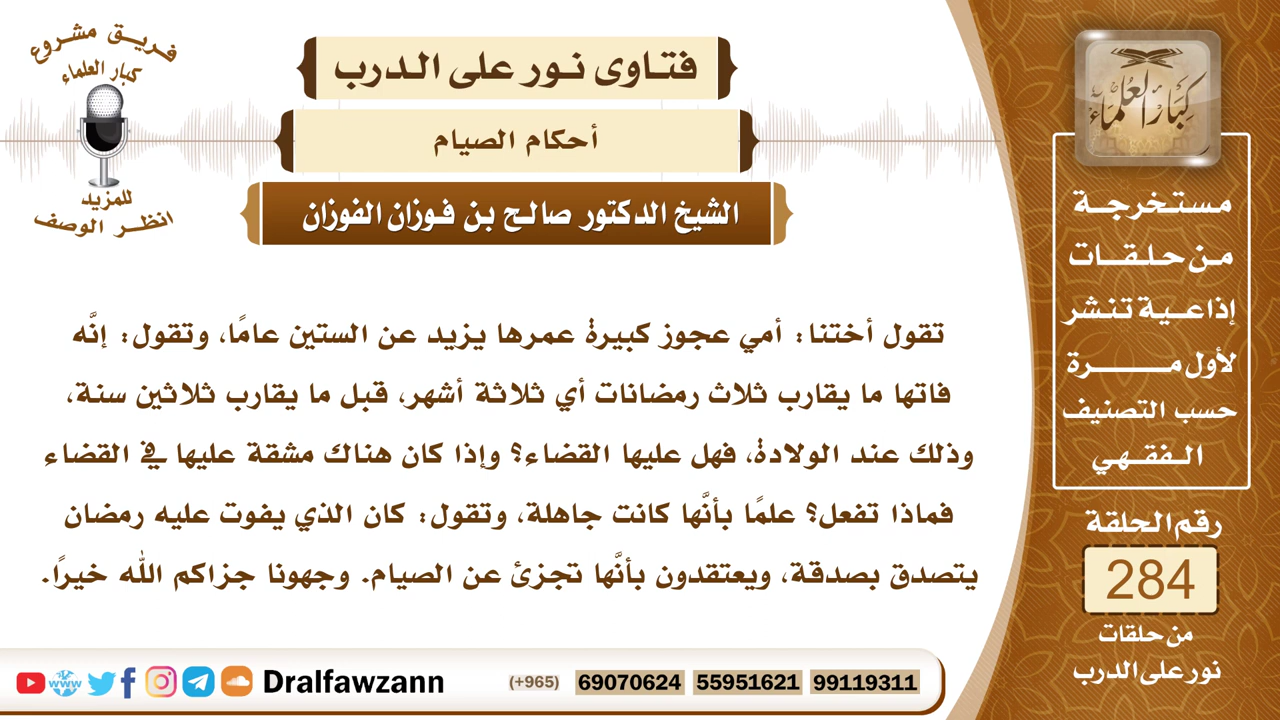 فريق مشروع
كبار العلماء
للمزيد
انظر الوصف
فتاوى نور على الدرب
أحكام الصيام
الشيخ الدكتور صالح بن فوزان الفوزان
كبار العلماء
مستخرجة
من حلقات
إذاعية تنشر
لأول مرة
حسب التصنيف
الفقهي
رقم الحلقة
284
من حلقات
نور على الدرب
تقول أختنا: أمي عجوز كبيرة عمرها يزيد عن الستين عامًا، وتقول: إنَّه
فاتها ما يقارب ثلاث رمضانات أي ثلاثة أشهر، قبل ما يقارب ثلاثين سنة،
وذلك عند الولادة، فهل عليها القضاء؟ وإذا كان هناك مشقة عليها في القضاء
فماذا تفعل؟ علمًا بأنَّها كانت جاهلة، وتقول: كان الذي يفوت عليه رمضان
يتصدق بصدقة، ويعتقدون بأنَّها تجزئ عن الصيام. وجهونا جزاكم الله خيرًا.
www
Dralfawzann
(+965) 69070624 55951621 99119311